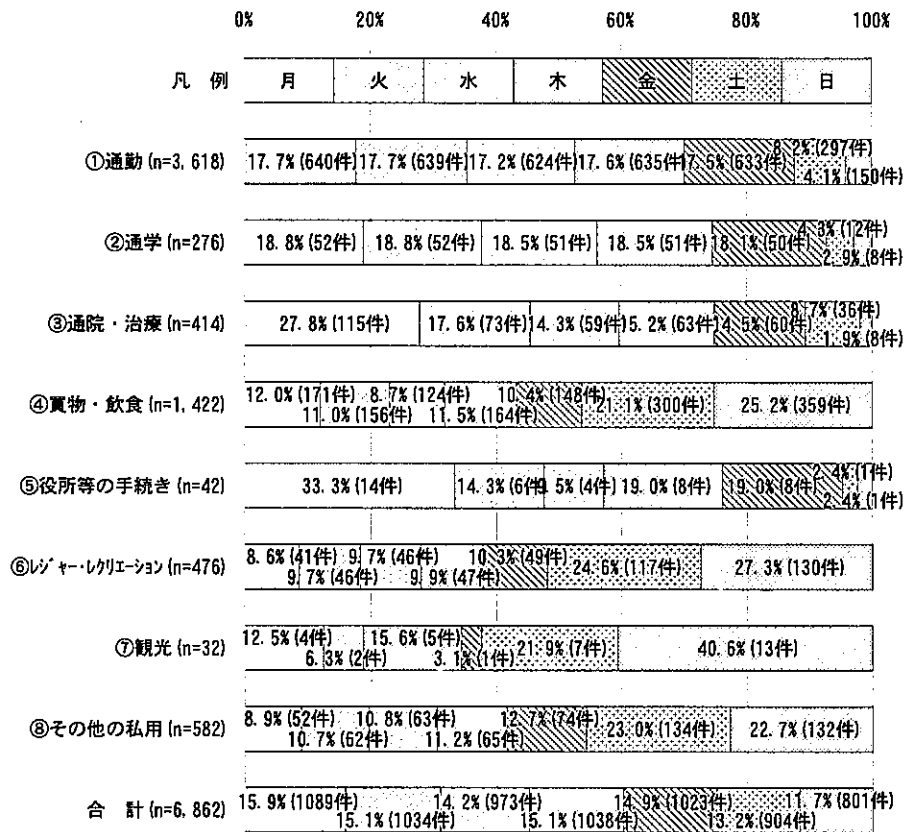 0% 20% 40% 60% 80% 100%
凡 例 月 火 水 木 金 土 日
①通勤 (n=3, 618) 17. 7% (640件) 17. 7% (639件) 17. 2% (624件) 17. 6% (635件) 17. 5% (633件) 8. 2% (297件) 4. 1% (150件)
②通学 (n=276) 18. 8% (52件) 18. 8% (52件) 18. 5% (51件) 18. 5% (51件) 18. 1% (50件) 4. 3% (12件) 2. 9% (8件)
③通院・治療 (n=414) 27. 8% (115件) 17. 6% (73件) 14. 3% (59件) 15. 2% (63件) 14. 5% (60件) 8. 7% (36件) 1. 9% (8件)
④買物・飲食 (n=1, 422) 12. 0% (171件) 11. 0% (156件) 8. 7% (124件) 11. 5% (164件) 10. 4% (148件) 21. 1% (300件) 25. 2% (359件)
⑤役所等の手続き (n=42) 33. 3% (14件) 14. 3% (6件) 9. 5% (4件) 19. 0% (8件) 19. 0% (8件) 2. 4% (1件) 2. 4% (1件)
⑥ﾚｼﾞｬｰ・ﾚｸﾘｴｰｼｮﾝ (n=476) 8. 6% (41件) 9. 7% (46件) 9. 7% (46件) 9. 9% (47件) 10. 3% (49件) 24. 6% (117件) 27. 3% (130件)
⑦観光 (n=32) 12. 5% (4件) 6. 3% (2件) 15. 6% (5件) 3. 1% (1件) 21. 9% (7件) 40. 6% (13件)
⑧その他の私用 (n=582) 8. 9% (52件) 10. 7% (62件) 10. 8% (63件) 11. 2% (65件) 12. 7% (74件) 23. 0% (134件) 22. 7% (132件)
合 計 (n=6, 862) 15. 9% (1089件) 15. 1% (1034件) 14. 2% (973件) 15. 1% (1038件) 14. 9% (1023件) 13. 2% (904件) 11. 7% (801件)